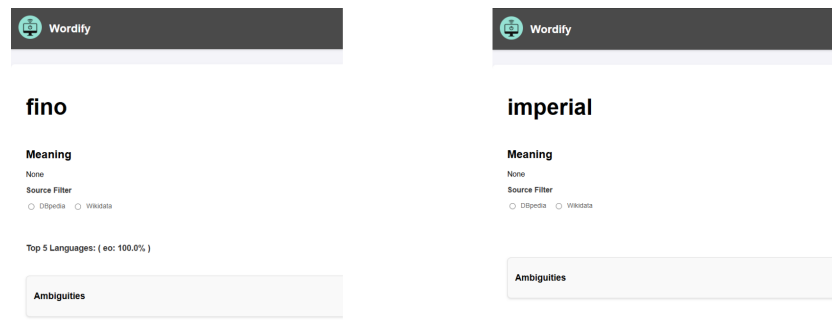 Wordify
fino
Meaning
None
Source Filter
DBpedia Wikidata
Top 5 Languages: ( eo: 100.0% )
Ambiguities
Wordify
imperial
Meaning
None
Source Filter
DBpedia Wikidata
Ambiguities